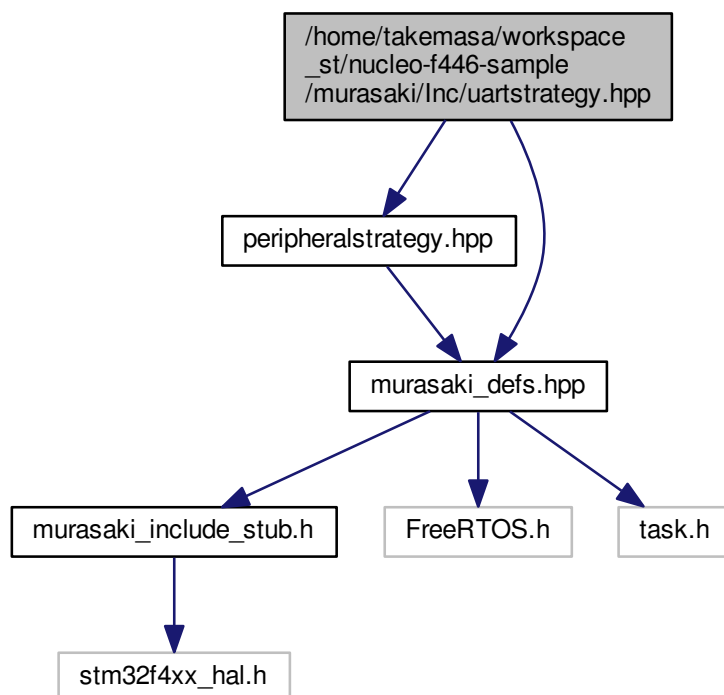 /home/takemasa/workspace
_st/nucleo-f446-sample
/murasaki/Inc/uartstrategy.hpp
peripheralstrategy.hpp
murasaki_defs.hpp
murasaki_include_stub.h
FreeRTOS.h
task.h
stm32f4xx_hal.h